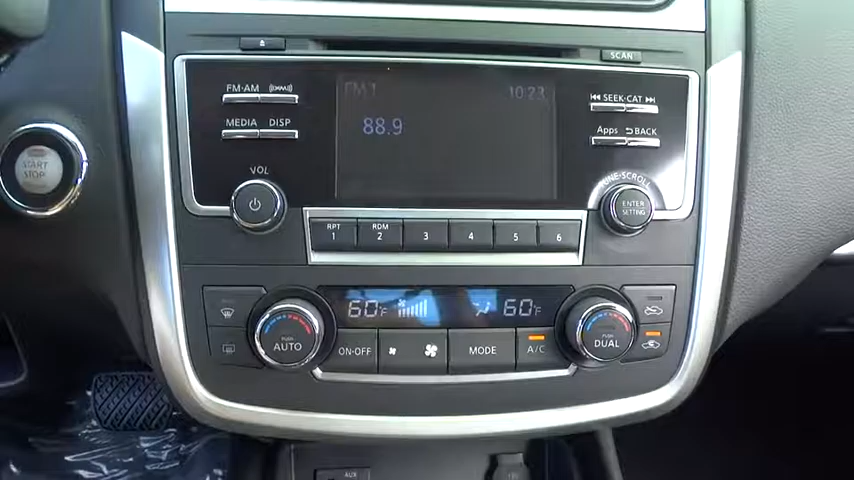 SCAN
FM·AM
MEDIA DISP
FM1 10:23
88.9
SEEK·CAT
Apps BACK
VOL
TUNE·SCROLL
ENGINE
START
STOP
ENTER
SETTING
RPT 1 RDM 2 3 4 5 6
60°F 60°F
PUSH
AUTO
ON·OFF MODE A/C
PUSH
DUAL
AUX